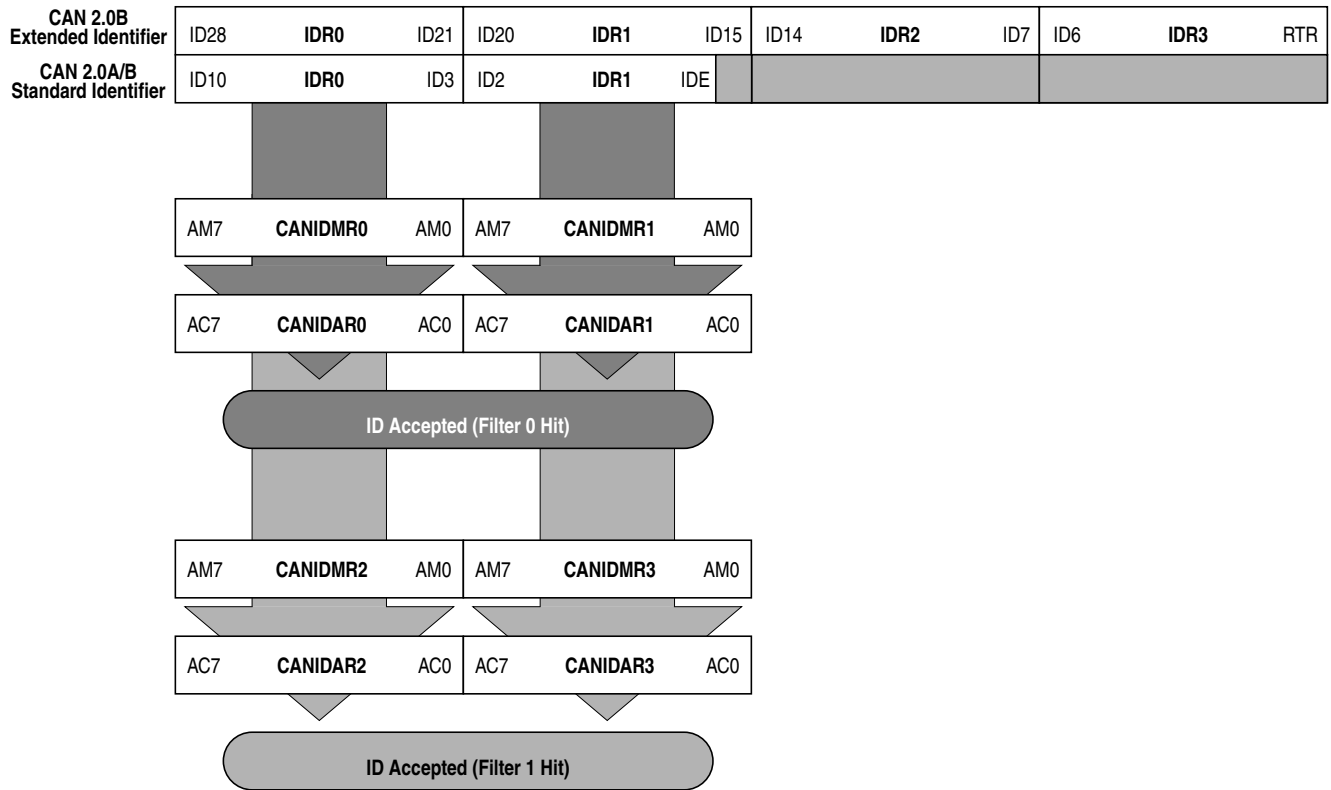 CAN 2.0B
Extended Identifier
ID28 IDR0 ID21 ID20 IDR1 ID15 ID14 IDR2 ID7 ID6 IDR3 RTR
CAN 2.0A/B
Standard Identifier
ID10 IDR0 ID3 ID2 IDR1 IDE
AM7 CANIDMR0 AM0 AM7 CANIDMR1 AM0
AC7 CANIDAR0 AC0 AC7 CANIDAR1 AC0
ID Accepted (Filter 0 Hit)
AM7 CANIDMR2 AM0 AM7 CANIDMR3 AM0
AC7 CANIDAR2 AC0 AC7 CANIDAR3 AC0
ID Accepted (Filter 1 Hit)